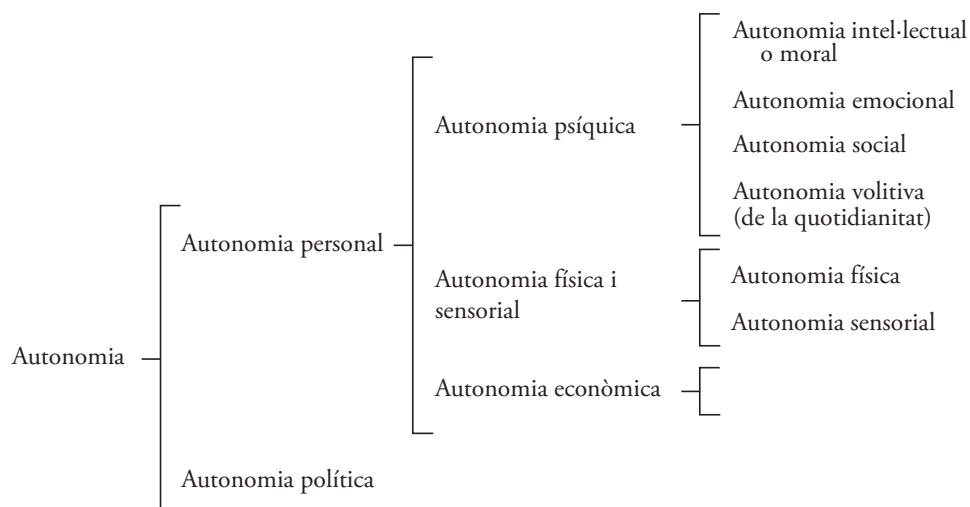 Autonomia intel·lectual
o moral
Autonomia psíquica
Autonomia emocional
Autonomia social
Autonomia volitiva
(de la quotidianitat)
Autonomia personal
Autonomia física i
sensorial
Autonomia física
Autonomia sensorial
Autonomia
Autonomia econòmica
Autonomia política